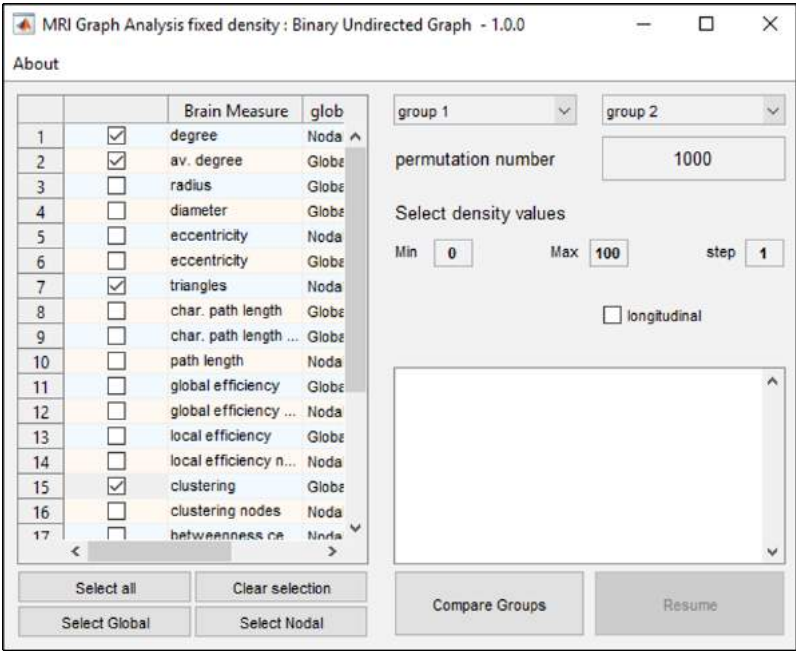 MRI Graph Analysis fixed density : Binary Undirected Graph - 1.0.0
About
Brain Measure glob
1 degree Noda
2 av. degree Globa
3 radius Globa
4 diameter Globa
5 eccentricity Noda
6 eccentricity Globa
7 triangles Noda
8 char. path length Globa
9 char. path length ... Globa
10 path length Noda
11 global efficiency Globa
12 global efficiency ... Noda
13 local efficiency Globa
14 local efficiency n... Noda
15 clustering Globa
16 clustering nodes Noda
17 betweenness ce Noda
Select all Clear selection
Select Global Select Nodal
group 1 group 2
permutation number 1000
Select density values
Min 0 Max 100 step 1
longitudinal
Compare Groups Resume